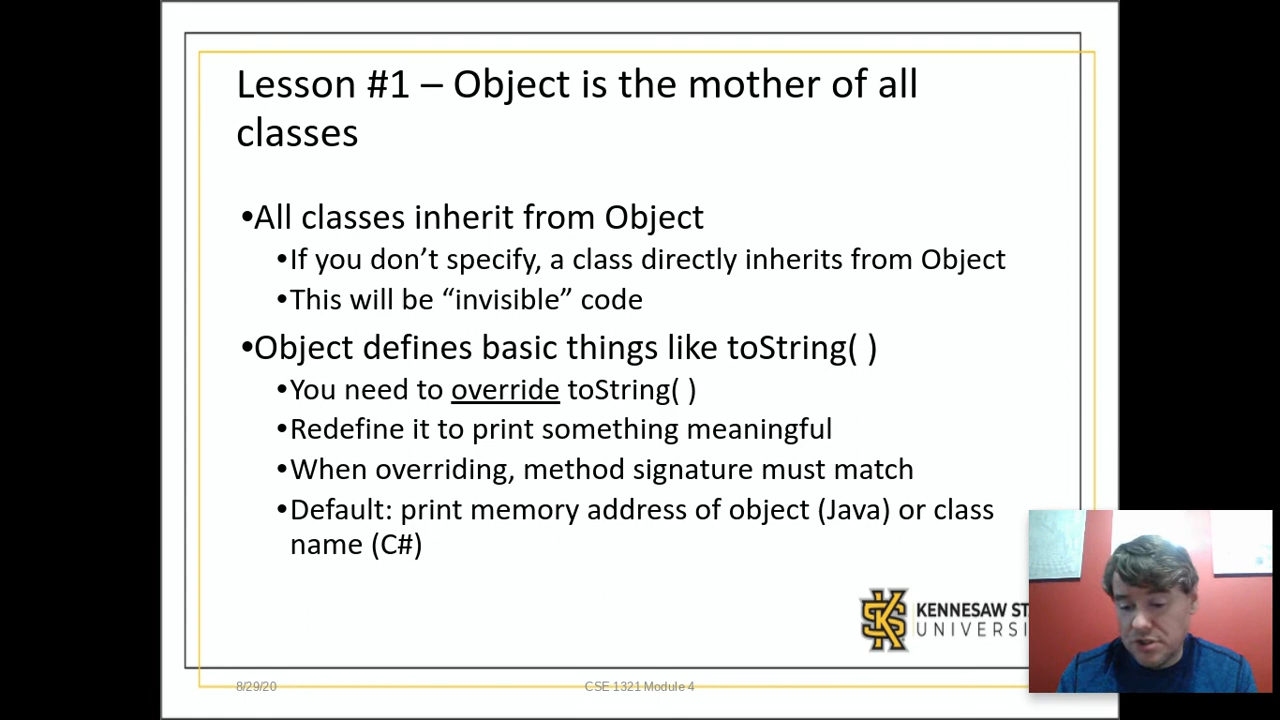 Lesson #1 – Object is the mother of all
classes
•All classes inherit from Object
•If you don’t specify, a class directly inherits from Object
•This will be “invisible” code
•Object defines basic things like toString( )
•You need to override toString( )
•Redefine it to print something meaningful
•When overriding, method signature must match
•Default: print memory address of object (Java) or class
name (C#)
KENNESAW ST
UNIVERSI
8/29/20
CSE 1321 Module 4